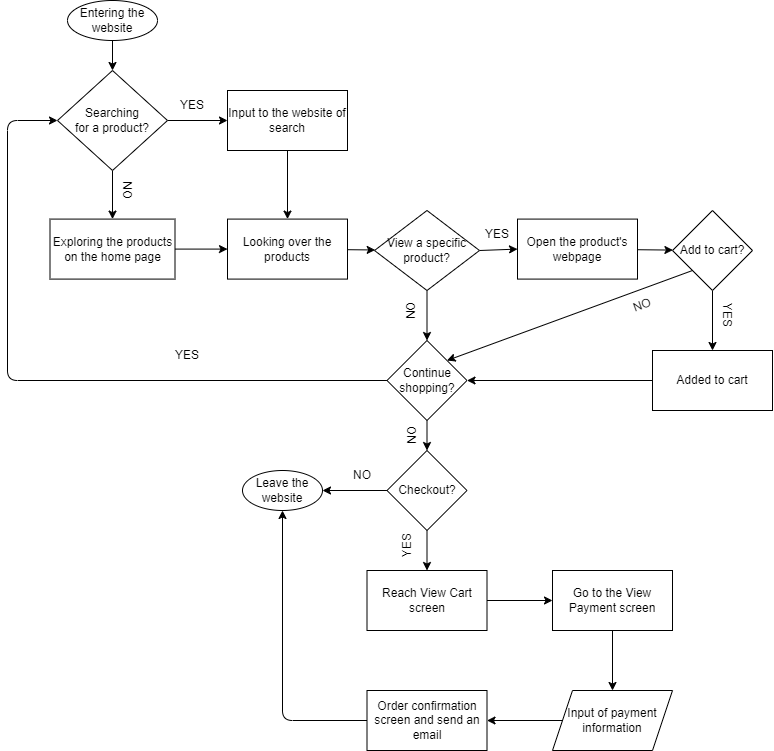 Entering the
website
Searching
for a product?
YES
Input to the website of
search
NO
Exploring the products
on the home page
Looking over the
products
View a specific
product?
YES
Open the product's
webpage
Add to cart?
NO
NO
YES
YES
Continue
shopping?
Added to cart
NO
Leave the
website
NO
Checkout?
YES
Reach View Cart
screen
Go to the View
Payment screen
Order confirmation
screen and send an
email
Input of payment
information